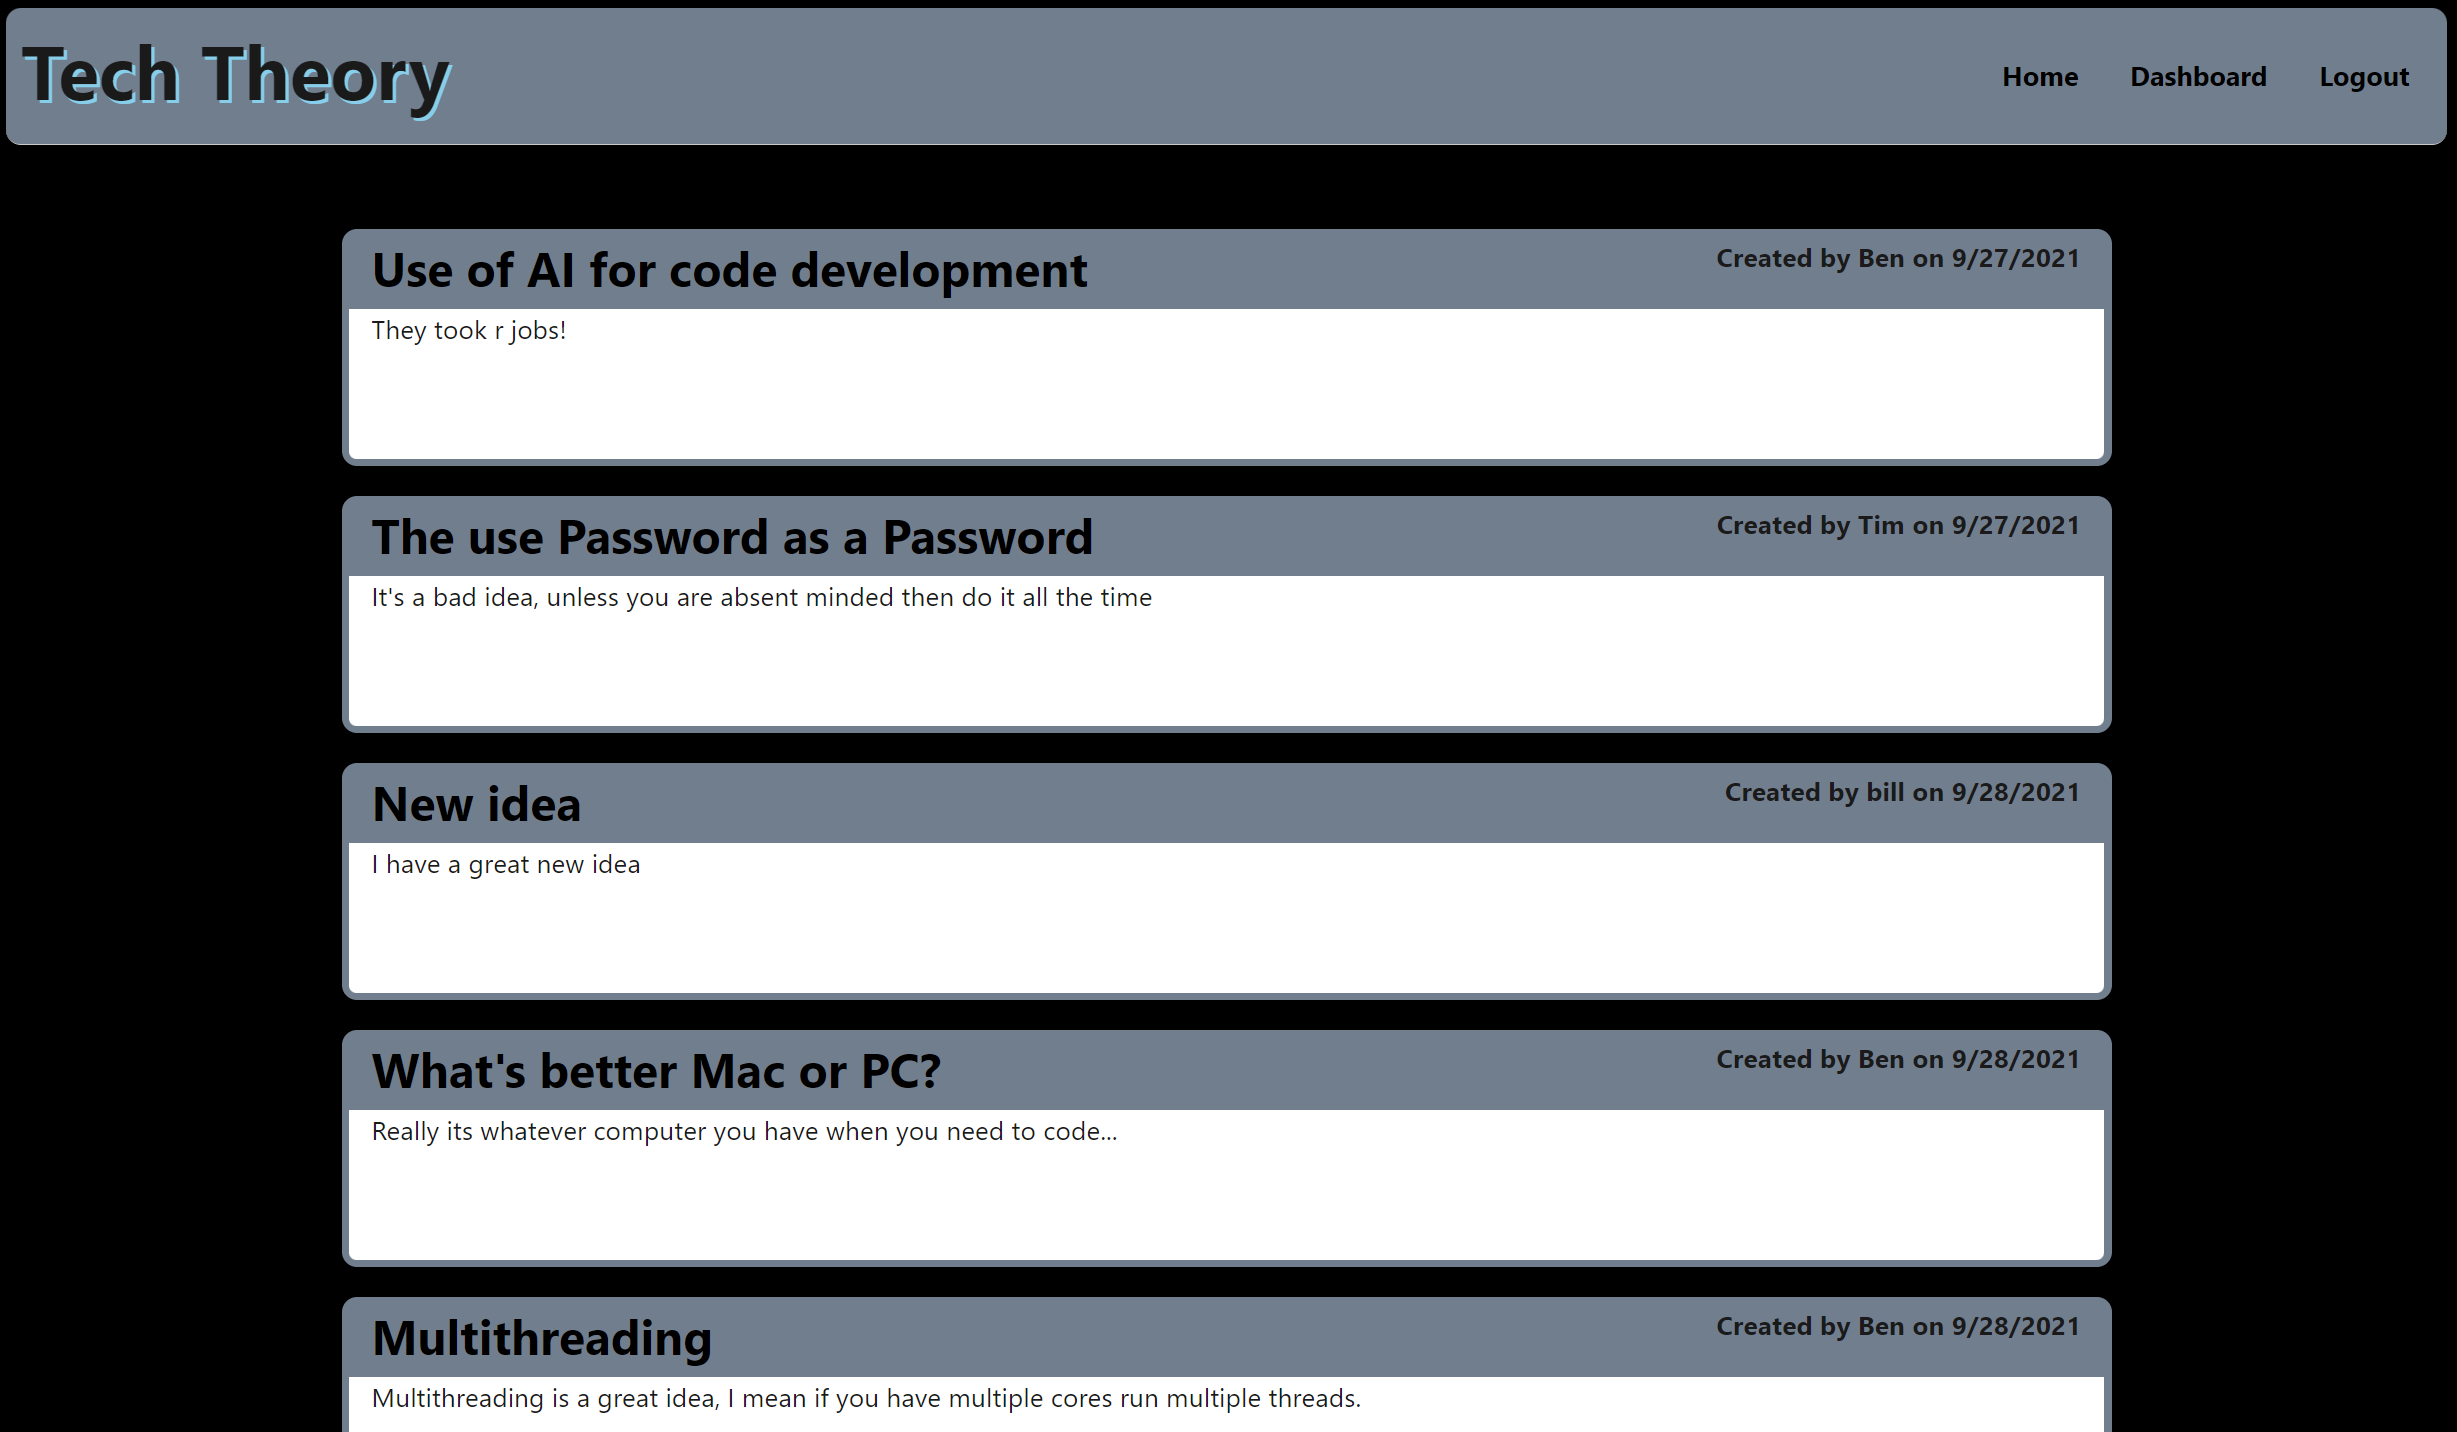 Tech Theory
Home Dashboard Logout
Use of AI for code development
Created by Ben on 9/27/2021
They took r jobs!
The use Password as a Password
Created by Tim on 9/27/2021
It's a bad idea, unless you are absent minded then do it all the time
New idea
Created by bill on 9/28/2021
I have a great new idea
What's better Mac or PC?
Created by Ben on 9/28/2021
Really its whatever computer you have when you need to code...
Multithreading
Created by Ben on 9/28/2021
Multithreading is a great idea, I mean if you have multiple cores run multiple threads.